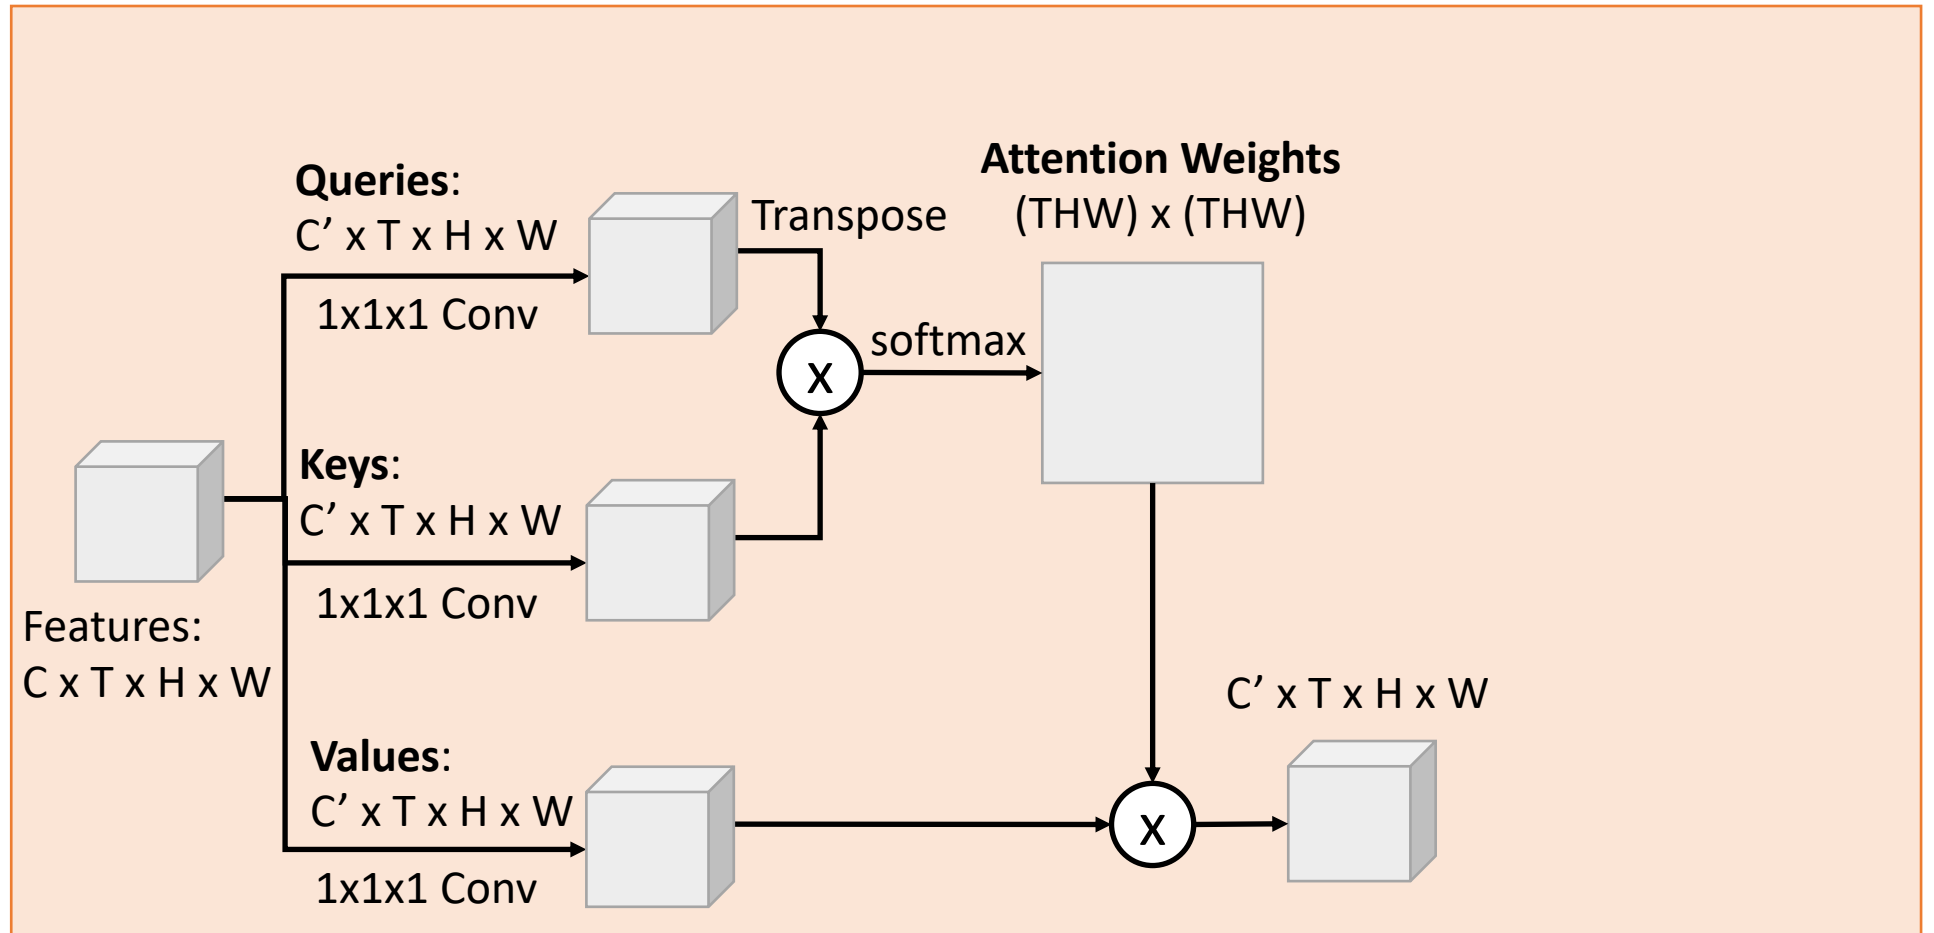 Queries:
C’ x T x H x W
1x1x1 Conv
Transpose
Attention Weights
(THW) x (THW)
x
softmax
Keys:
C’ x T x H x W
1x1x1 Conv
Features:
C x T x H x W
Values:
C’ x T x H x W
1x1x1 Conv
x
C’ x T x H x W